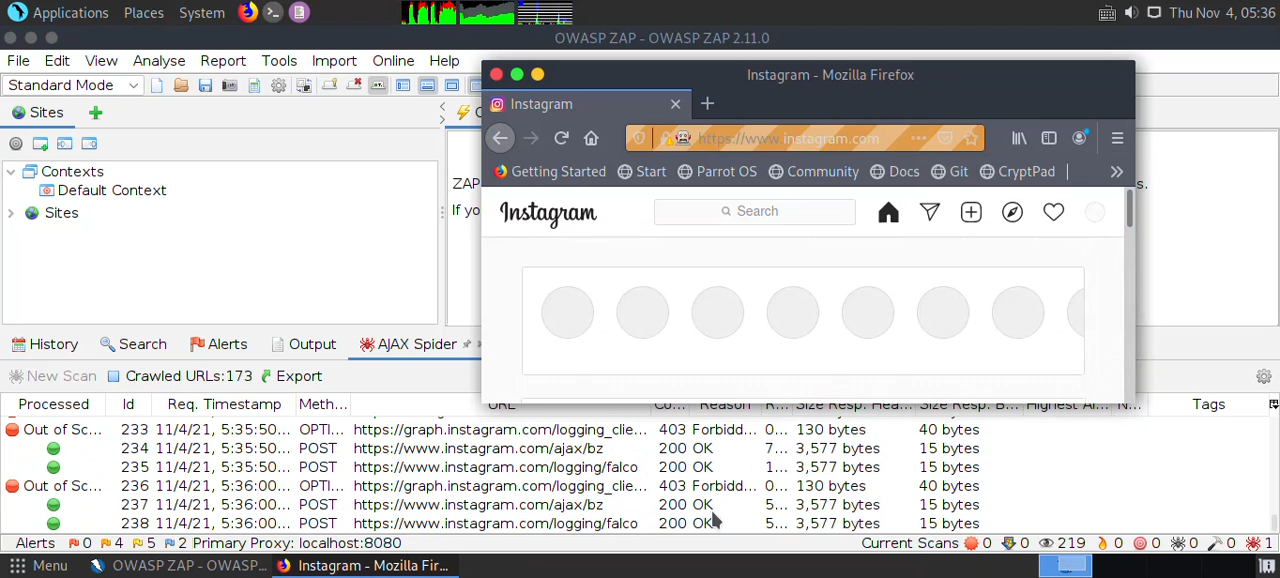 Applications Places System Thu Nov 4, 05:36
OWASP ZAP - OWASP ZAP 2.11.0
File Edit View Analyse Report Tools Import Online Help
Instagram - Mozilla Firefox
Standard Mode
Instagram
Sites
https://www.instagram.com
Getting Started Start Parrot OS Community Docs Git CryptPad
Contexts
Default Context
ZAP
s.
Sites
If yo
Instagram Search
History Search Alerts Output AJAX Spider
New Scan Crawled URLs:173 Export
Processed Id Req. Timestamp Meth... URL Co... Reason R... Size Resp. Hea... Size Resp. B... Highest Al... N... Tags
Out of Sc... 233 11/4/21, 5:35:50... OPTI... https://graph.instagram.com/logging_clie... 403 Forbidd... 0... 130 bytes 40 bytes
234 11/4/21, 5:35:50... POST https://www.instagram.com/ajax/bz 200 OK 7... 3,577 bytes 15 bytes
235 11/4/21, 5:35:50... POST https://www.instagram.com/logging/falco 200 OK 1... 3,577 bytes 15 bytes
Out of Sc... 236 11/4/21, 5:36:00... OPTI... https://graph.instagram.com/logging_clie... 403 Forbidd... 0... 130 bytes 40 bytes
237 11/4/21, 5:36:00... POST https://www.instagram.com/ajax/bz 200 OK 5... 3,577 bytes 15 bytes
238 11/4/21, 5:36:00... POST https://www.instagram.com/logging/falco 200 OK 5... 3,577 bytes 15 bytes
Alerts 0 4 5 2 Primary Proxy: localhost:8080 Current Scans 0 0 219 0 0 0 0 1
Menu OWASP ZAP - OWASP... Instagram - Mozilla Fir...